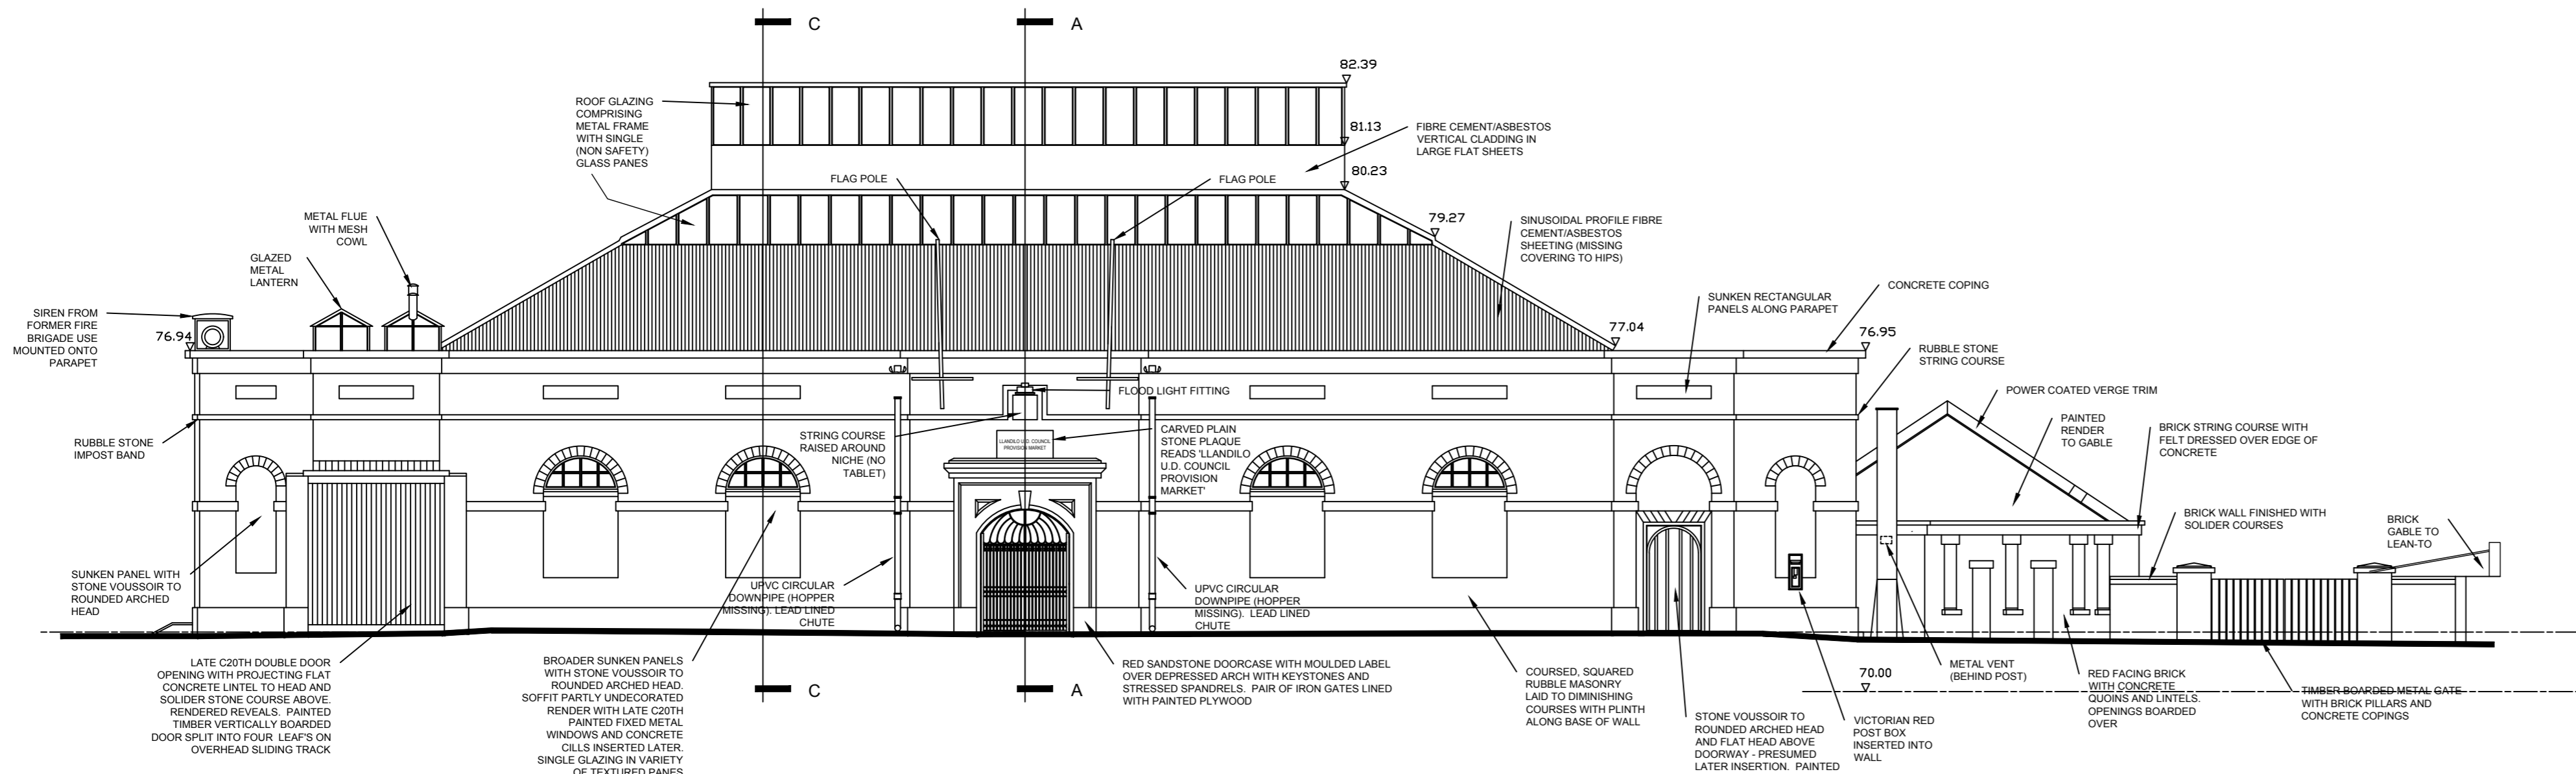 C
A
82.39
ROOF GLAZING
COMPRISING
METAL FRAME
WITH SINGLE
(NON SAFETY)
GLASS PANES
81.13
FIBRE CEMENT/ASBESTOS
VERTICAL CLADDING IN
LARGE FLAT SHEETS
80.23
FLAG POLE
FLAG POLE
METAL FLUE
WITH MESH
COWL
79.27
SINUSOIDAL PROFILE FIBRE
CEMENT/ASBESTOS
SHEETING (MISSING
COVERING TO HIPS)
GLAZED
METAL
LANTERN
SIREN FROM
FORMER FIRE
BRIGADE USE
MOUNTED ONTO
PARAPET
76.94
SUNKEN RECTANGULAR
PANELS ALONG PARAPET
CONCRETE COPING
77.04
76.95
RUBBLE STONE
STRING COURSE
FLOOD LIGHT FITTING
POWER COATED VERGE TRIM
PAINTED
RENDER
TO GABLE
BRICK STRING COURSE WITH
FELT DRESSED OVER EDGE OF
CONCRETE
RUBBLE STONE
IMPOST BAND
STRING COURSE
RAISED AROUND
NICHE (NO
TABLET)
LLANDILO U.D. COUNCIL
PROVISION MARKET
CARVED PLAIN
STONE PLAQUE
READS 'LLANDILO
U.D. COUNCIL
PROVISION
MARKET'
BRICK WALL FINISHED WITH
SOLIDER COURSES
BRICK
GABLE TO
LEAN-TO
SUNKEN PANEL WITH
STONE VOUSSOIR TO
ROUNDED ARCHED
HEAD
UPVC CIRCULAR
DOWNPIPE (HOPPER
MISSING). LEAD LINED
CHUTE
UPVC CIRCULAR
DOWNPIPE (HOPPER
MISSING). LEAD LINED
CHUTE
LATE C20TH DOUBLE DOOR
OPENING WITH PROJECTING FLAT
CONCRETE LINTEL TO HEAD AND
SOLIDER STONE COURSE ABOVE.
RENDERED REVEALS. PAINTED
TIMBER VERTICALLY BOARDED
DOOR SPLIT INTO FOUR LEAF'S ON
OVERHEAD SLIDING TRACK
BROADER SUNKEN PANELS
WITH STONE VOUSSOIR TO
ROUNDED ARCHED HEAD.
SOFFIT PARTLY UNDECORATED
RENDER WITH LATE C20TH
PAINTED FIXED METAL
WINDOWS AND CONCRETE
CILLS INSERTED LATER.
SINGLE GLAZING IN VARIETY
OF TEXTURED PANES
C
A
RED SANDSTONE DOORCASE WITH MOULDED LABEL
OVER DEPRESSED ARCH WITH KEYSTONES AND
STRESSED SPANDRELS. PAIR OF IRON GATES LINED
WITH PAINTED PLYWOOD
COURSED, SQUARED
RUBBLE MASONRY
LAID TO DIMINISHING
COURSES WITH PLINTH
ALONG BASE OF WALL
STONE VOUSSOIR TO
ROUNDED ARCHED HEAD
AND FLAT HEAD ABOVE
DOORWAY - PRESUMED
LATER INSERTION. PAINTED
70.00
VICTORIAN RED
POST BOX
INSERTED INTO
WALL
METAL VENT
(BEHIND POST)
RED FACING BRICK
WITH CONCRETE
QUOINS AND LINTELS.
OPENINGS BOARDED
OVER
TIMBER BOARDED METAL GATE
WITH BRICK PILLARS AND
CONCRETE COPINGS